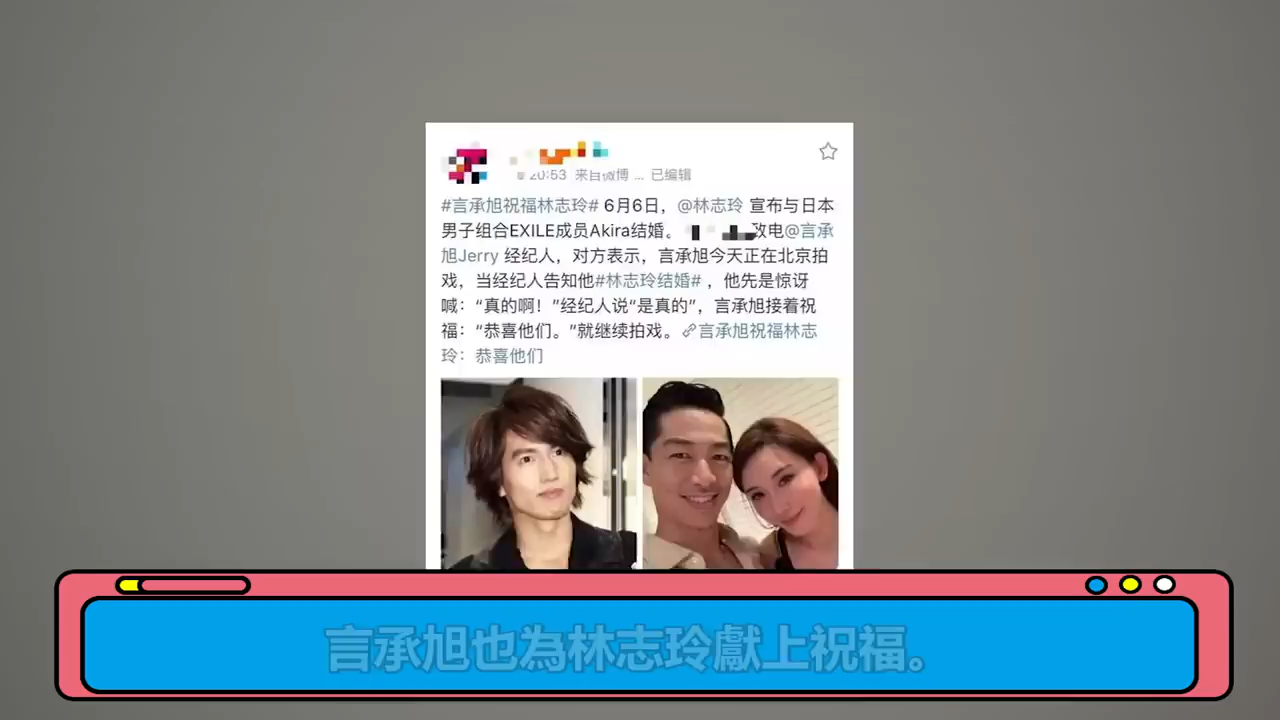 20:53 来自微博 ... 已编辑
#言承旭祝福林志玲# 6月6日，@林志玲 宣布与日本
男子组合EXILE成员Akira结婚。 致电@言承
旭Jerry 经纪人，对方表示，言承旭今天正在北京拍
戏，当经纪人告知他#林志玲结婚#，他先是惊讶
喊：“真的啊！”经纪人说“是真的”，言承旭接着祝
福：“恭喜他们。”就继续拍戏。言承旭祝福林志
玲：恭喜他们
言承旭也為林志玲獻上祝福。